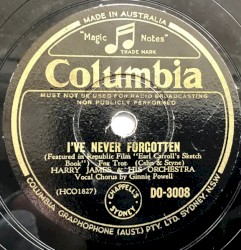 MADE IN AUSTRALIA
"Magic Notes"
TRADE MARK
Columbia
MUST NOT BE USED FOR RADIO BROADCASTING
NOR PUBLICLY PERFORMED
I'VE NEVER FORGOTTEN
(Featured in Republic Film "Earl Carroll's Sketch
Book") - Fox Trot (Cahn & Styne)
HARRY JAMES & HIS ORCHESTRA
Vocal Chorus by Ginnie Powell
(HCO1827)
DO-3008
CHAPPELL
SYDNEY
COLUMBIA GRAPHOPHONE (AUST.) PTY. LTD. SYDNEY, N.S.W.